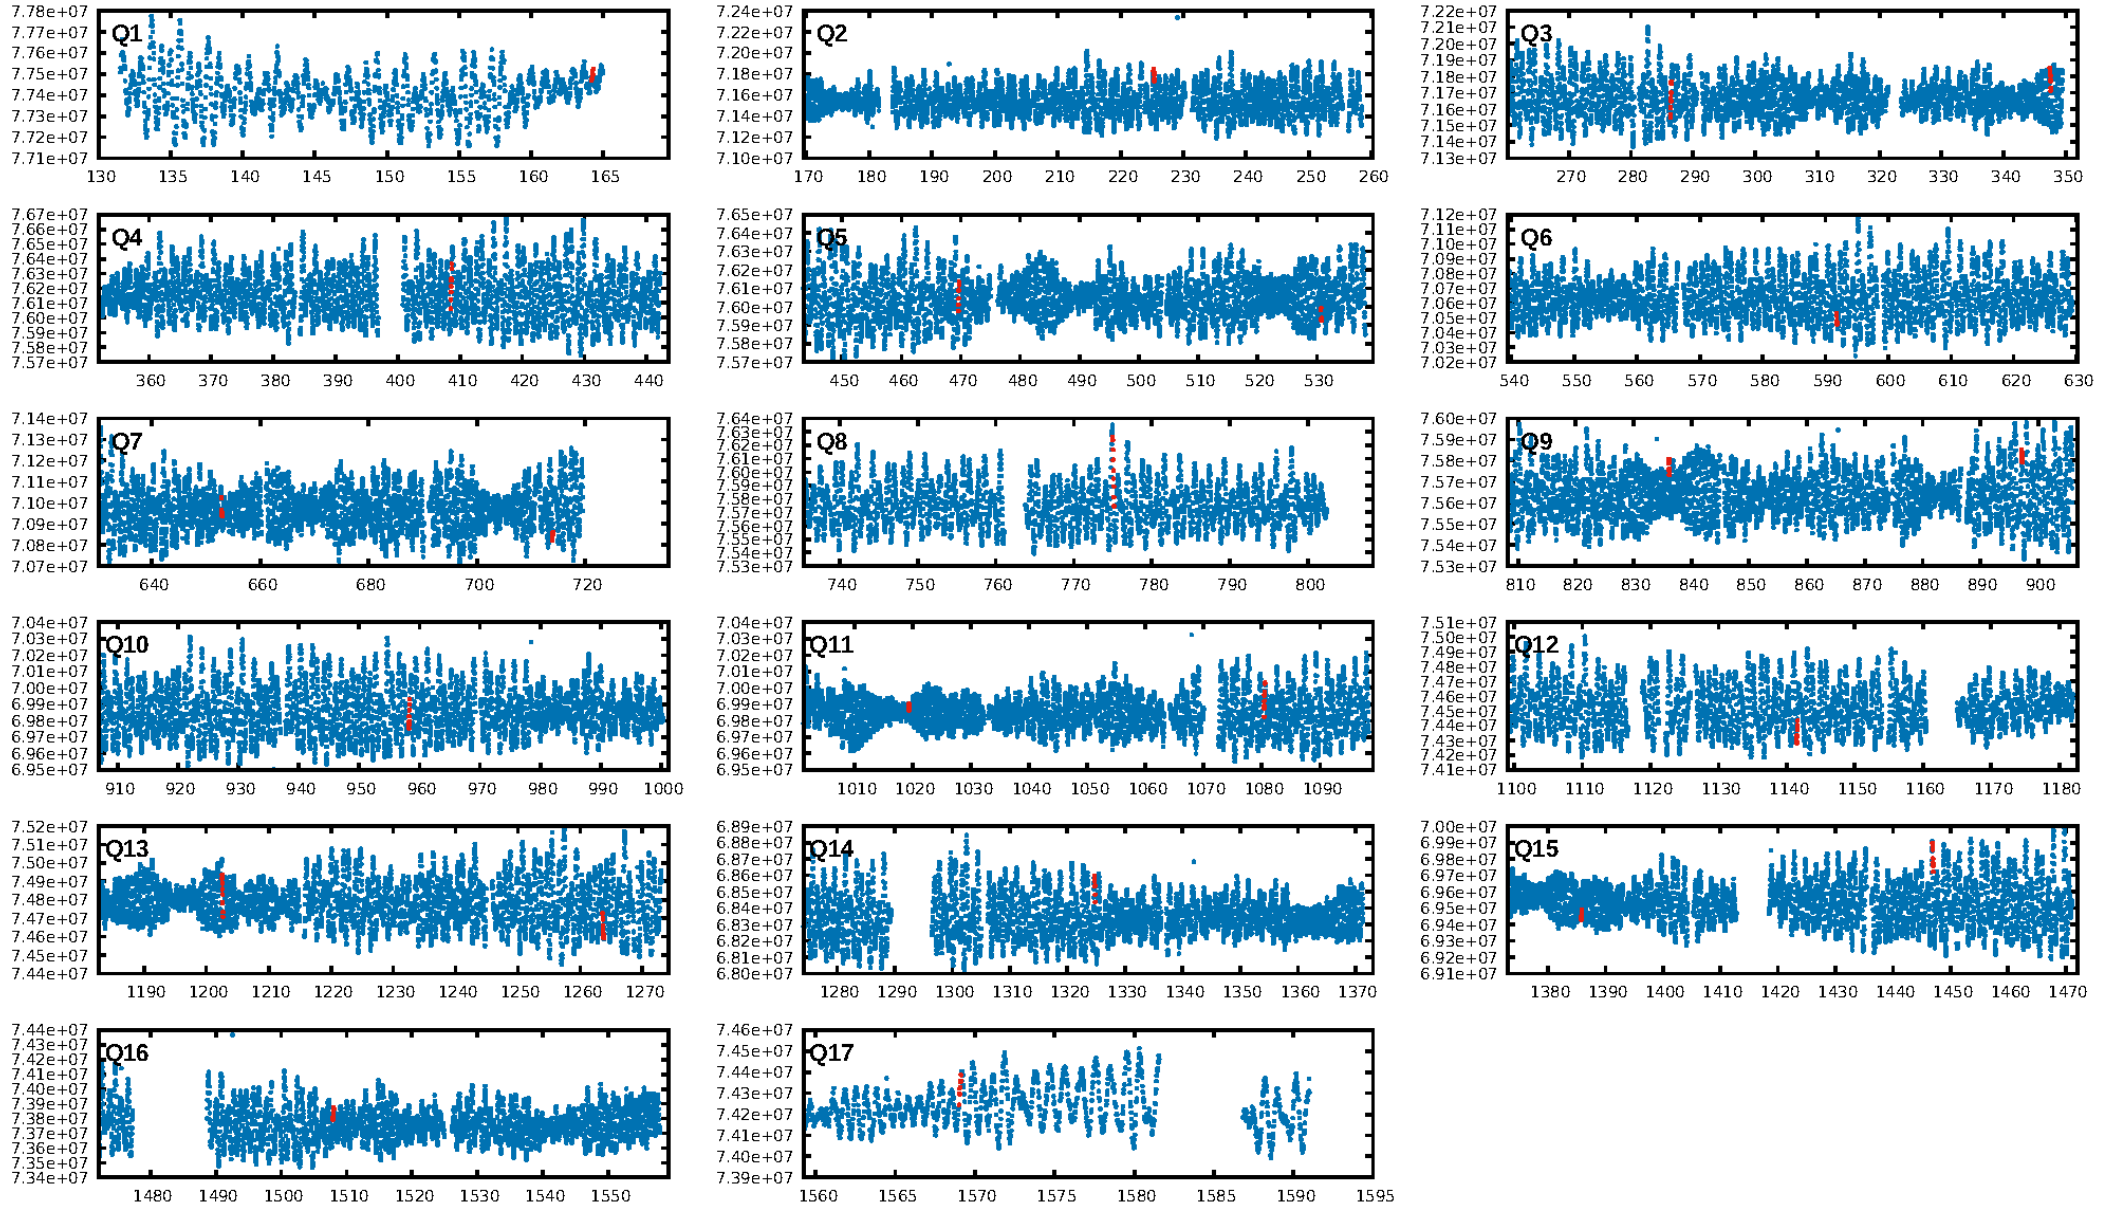 7.78e+07
7.77e+07
7.76e+07
7.75e+07
7.74e+07
7.73e+07
7.72e+07
7.71e+07
Q1
130 135 140 145 150 155 160 165
7.24e+07
7.22e+07
7.20e+07
7.18e+07
7.16e+07
7.14e+07
7.12e+07
7.10e+07
Q2
170 180 190 200 210 220 230 240 250 260
7.22e+07
7.21e+07
7.20e+07
7.19e+07
7.18e+07
7.17e+07
7.16e+07
7.15e+07
7.14e+07
7.13e+07
Q3
270 280 290 300 310 320 330 340 350
7.67e+07
7.66e+07
7.65e+07
7.64e+07
7.63e+07
7.62e+07
7.61e+07
7.60e+07
7.59e+07
7.58e+07
7.57e+07
Q4
360 370 380 390 400 410 420 430 440
7.65e+07
7.64e+07
7.63e+07
7.62e+07
7.61e+07
7.60e+07
7.59e+07
7.58e+07
7.57e+07
Q5
450 460 470 480 490 500 510 520 530
7.12e+07
7.11e+07
7.10e+07
7.09e+07
7.08e+07
7.07e+07
7.06e+07
7.05e+07
7.04e+07
7.03e+07
7.02e+07
Q6
540 550 560 570 580 590 600 610 620 630
7.14e+07
7.13e+07
7.12e+07
7.11e+07
7.10e+07
7.09e+07
7.08e+07
7.07e+07
Q7
640 660 680 700 720
7.64e+07
7.63e+07
7.62e+07
7.61e+07
7.60e+07
7.59e+07
7.58e+07
7.57e+07
7.56e+07
7.55e+07
7.54e+07
7.53e+07
Q8
740 750 760 770 780 790 800
7.60e+07
7.59e+07
7.58e+07
7.57e+07
7.56e+07
7.55e+07
7.54e+07
7.53e+07
Q9
810 820 830 840 850 860 870 880 890 900
7.04e+07
7.03e+07
7.02e+07
7.01e+07
7.00e+07
6.99e+07
6.98e+07
6.97e+07
6.96e+07
6.95e+07
Q10
910 920 930 940 950 960 970 980 990 1000
7.04e+07
7.03e+07
7.02e+07
7.01e+07
7.00e+07
6.99e+07
6.98e+07
6.97e+07
6.96e+07
6.95e+07
Q11
1010 1020 1030 1040 1050 1060 1070 1080 1090
7.51e+07
7.50e+07
7.49e+07
7.48e+07
7.47e+07
7.46e+07
7.45e+07
7.44e+07
7.43e+07
7.42e+07
7.41e+07
Q12
1100 1110 1120 1130 1140 1150 1160 1170 1180
7.52e+07
7.51e+07
7.50e+07
7.49e+07
7.48e+07
7.47e+07
7.46e+07
7.45e+07
7.44e+07
Q13
1190 1200 1210 1220 1230 1240 1250 1260 1270
6.89e+07
6.88e+07
6.87e+07
6.86e+07
6.85e+07
6.84e+07
6.83e+07
6.82e+07
6.81e+07
6.80e+07
Q14
1280 1290 1300 1310 1320 1330 1340 1350 1360 1370
7.00e+07
6.99e+07
6.98e+07
6.97e+07
6.96e+07
6.95e+07
6.94e+07
6.93e+07
6.92e+07
6.91e+07
Q15
1380 1390 1400 1410 1420 1430 1440 1450 1460 1470
7.44e+07
7.43e+07
7.42e+07
7.41e+07
7.40e+07
7.39e+07
7.38e+07
7.37e+07
7.36e+07
7.35e+07
7.34e+07
Q16
1480 1490 1500 1510 1520 1530 1540 1550
7.46e+07
7.45e+07
7.44e+07
7.43e+07
7.42e+07
7.41e+07
7.40e+07
7.39e+07
Q17
1560 1565 1570 1575 1580 1585 1590 1595